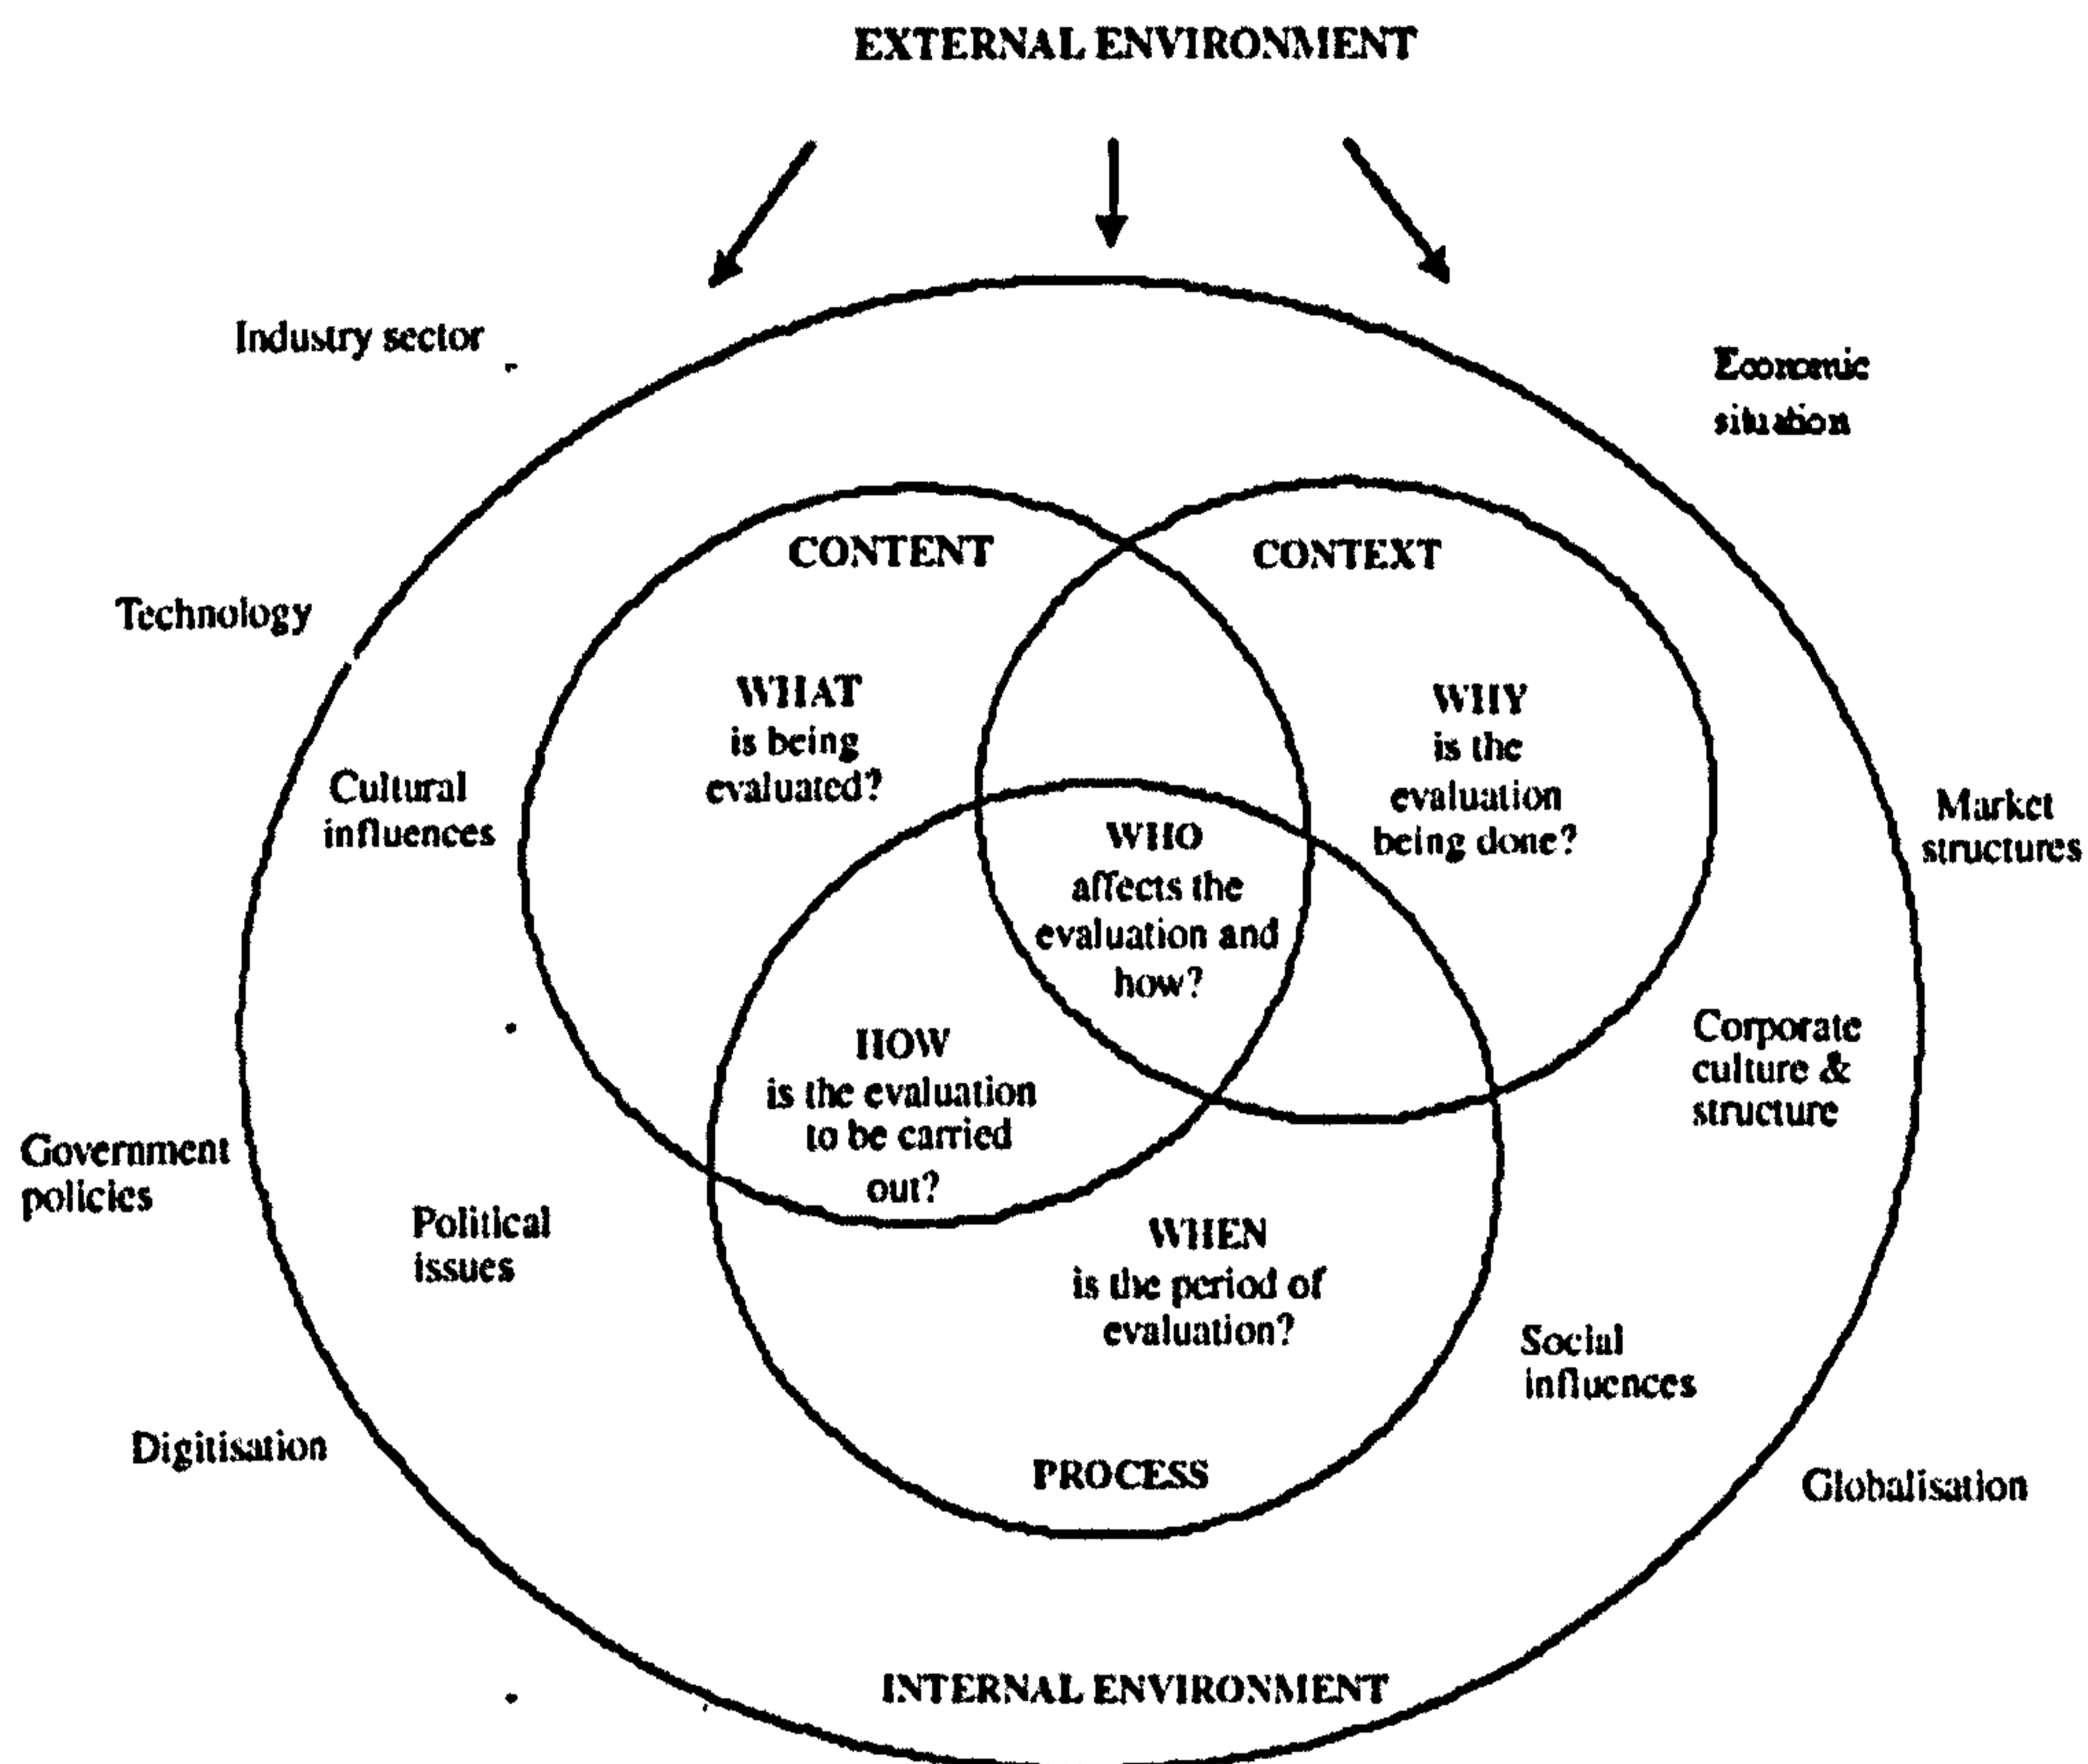 EXTERNAL ENVIRONMENT
Industry sector
Economic
situation
CONTENT
CONTEXT
Technology
WHAT
is being
evaluated?
WHY
is the
evaluation
being done?
Cultural
influences
Market
structures
WHO
affects the
evaluation and
how?
HOW
is the evaluation
to be carried
out?
Corporate
culture &
structure
Government
policies
Political
issues
WHEN
is the period of
evaluation?
Social
influences
Digitisation
PROCESS
Globalisation
INTERNAL ENVIRONMENT